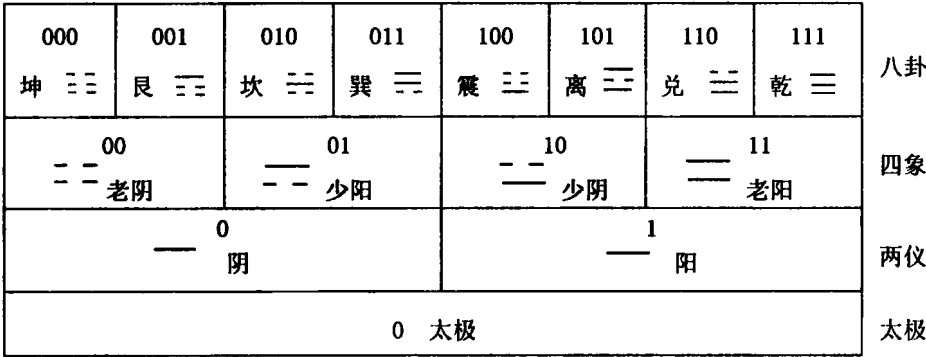 000 001 010 011 100 101 110 111
坤 艮 坎 巽 震 离 兑 乾 八卦
00 01 10 11
老阴 少阳 少阴 老阳 四象
0 1
阴 阳 两仪
0 太极 太极